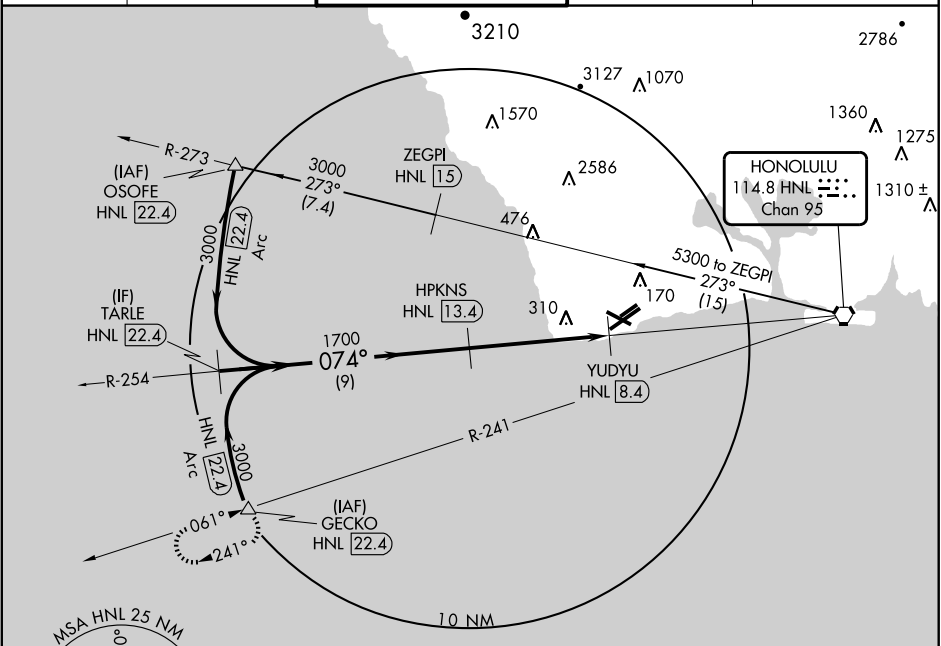 3210
2786
3127
1070
1570
1360
1275
R-273
(IAF)
OSOFE
HNL 22.4
3000
273°
(7.4)
ZEGPI
HNL 15
2586
HONOLULU
114.8 HNL
Chan 95
1310 ±
476
3000
HNL 22.4
Arc
5300 to ZEGPI
273°
(15)
(IF)
TARLE
HNL 22.4
HPKNS
HNL 13.4
310
170
1700
074°
(9)
R-254
YUDYU
HNL 8.4
R-241
HNL 22.4
Arc
3000
(IAF)
GECKO
HNL 22.4
061°
241°
10 NM
MSA HNL 25 NM
0°